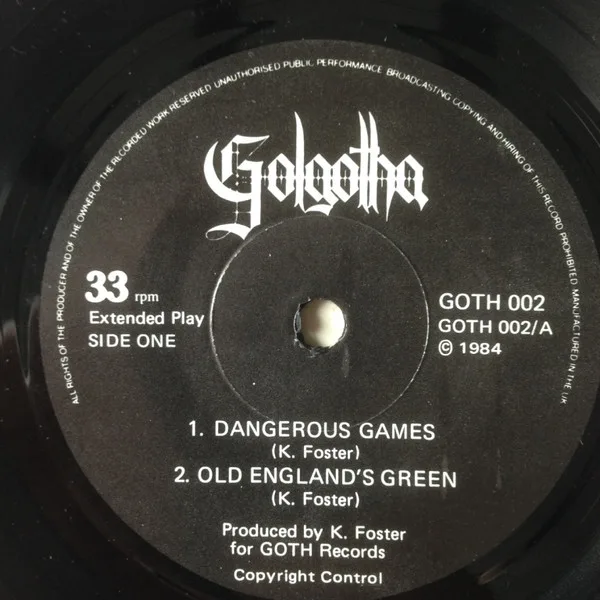 ALL RIGHTS OF THE PRODUCER AND OF THE OWNER OF THE RECORDED WORK RESERVED UNAUTHORISED PUBLIC PERFORMANCE BROADCASTING COPYING AND HIRING OF THIS RECORD PROHIBITED. MANUFACTURED IN THE UK
Golgotha
33 rpm
Extended Play
SIDE ONE
GOTH 002
GOTH 002/A
© 1984
1. DANGEROUS GAMES
(K. Foster)
2. OLD ENGLAND'S GREEN
(K. Foster)
Produced by K. Foster
for GOTH Records
Copyright Control